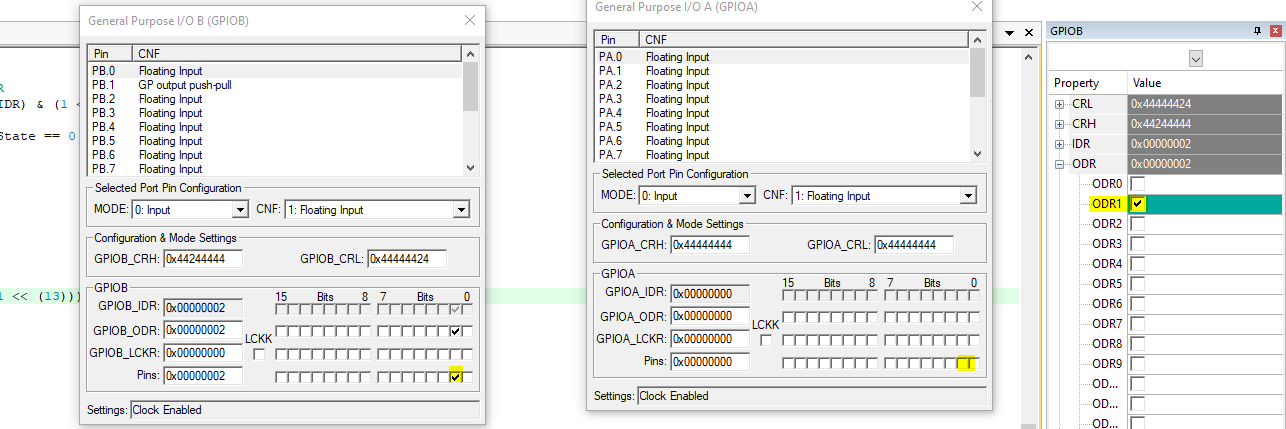 General Purpose I/O B (GPIOB)
Pin CNF
PB.0 Floating Input
PB.1 GP output push-pull
PB.2 Floating Input
PB.3 Floating Input
PB.4 Floating Input
PB.5 Floating Input
PB.6 Floating Input
PB.7 Floating Input
Selected Port Pin Configuration
MODE: 0: Input CNF: 1: Floating Input
Configuration & Mode Settings
GPIOB_CRH: 0x44244444 GPIOB_CRL: 0x44444424
GPIOB
15 Bits 8 7 Bits 0
GPIOB_IDR: 0x00000002
GPIOB_ODR: 0x00000002
LCKK
GPIOB_LCKR: 0x00000000
Pins: 0x00000002
Settings: Clock Enabled
General Purpose I/O A (GPIOA)
Pin CNF
PA.0 Floating Input
PA.1 Floating Input
PA.2 Floating Input
PA.3 Floating Input
PA.4 Floating Input
PA.5 Floating Input
PA.6 Floating Input
PA.7 Floating Input
Selected Port Pin Configuration
MODE: 0: Input CNF: 1: Floating Input
Configuration & Mode Settings
GPIOA_CRH: 0x44444444 GPIOA_CRL: 0x44444444
GPIOA
15 Bits 8 7 Bits 0
GPIOA_IDR: 0x00000000
GPIOA_ODR: 0x00000000
LCKK
GPIOA_LCKR: 0x00000000
Pins: 0x00000000
Settings: Clock Enabled
GPIOB
Property Value
CRL 0x44444424
CRH 0x44244444
IDR 0x00000002
ODR 0x00000002
ODR0
ODR1
ODR2
ODR3
ODR4
ODR5
ODR6
ODR7
ODR8
ODR9
OD...
OD...
OD...
R
IDR) & (1 <
State == 0
l << (13)))